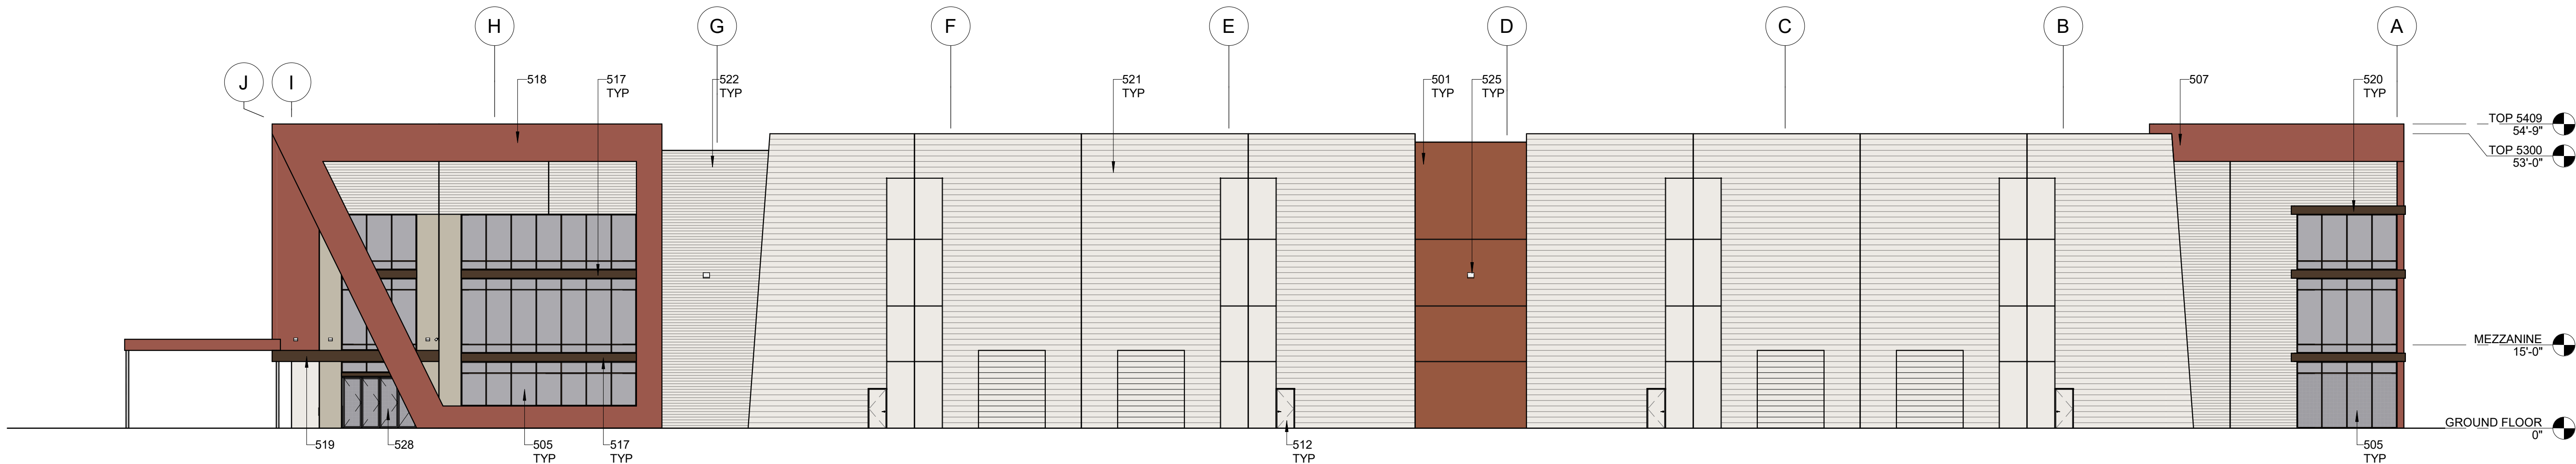 H
G
F
E
D
C
B
A
J
I
518
517
TYP
522
TYP
521
TYP
501
TYP
525
TYP
507
520
TYP
TOP 5409
54'-9"
TOP 5300
53'-0"
MEZZANINE
15'-0"
GROUND FLOOR
0"
519
528
505
TYP
517
TYP
512
TYP
505
TYP